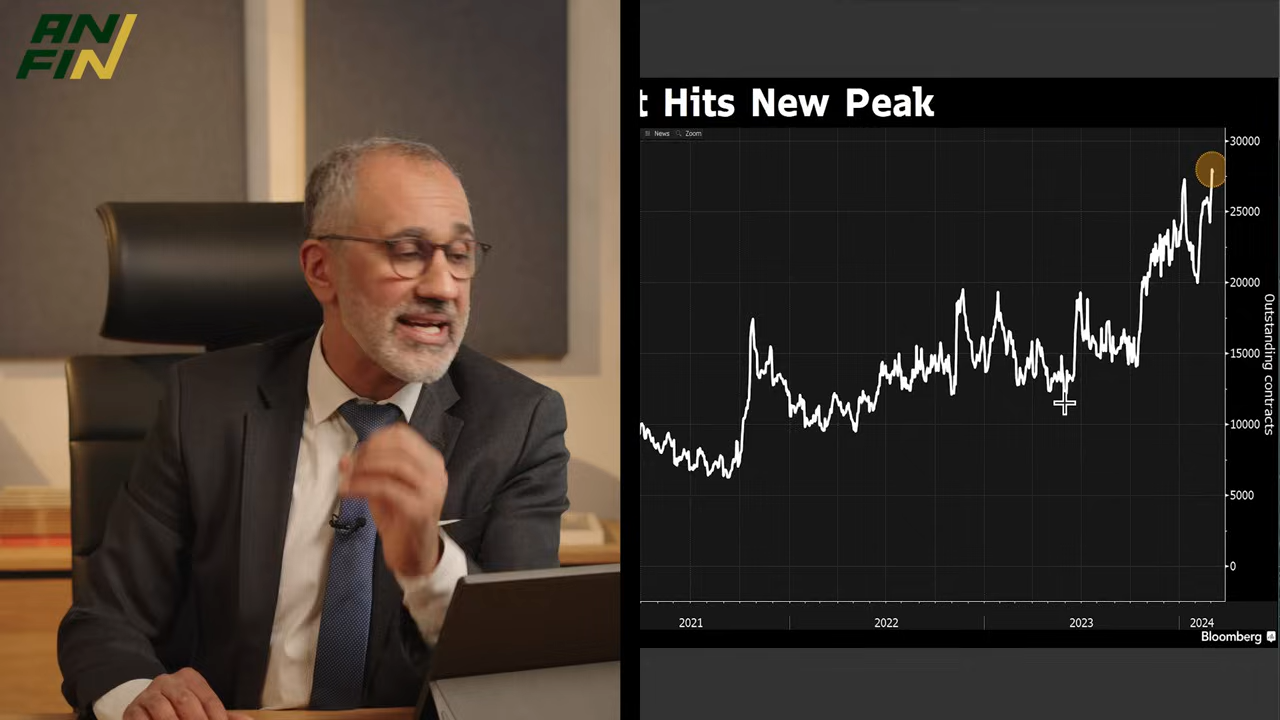 AN
FIN
t Hits New Peak
News Zoom
30000
25000
20000
15000
10000
5000
0
Outstanding contracts
2021 2022 2023 2024
Bloomberg